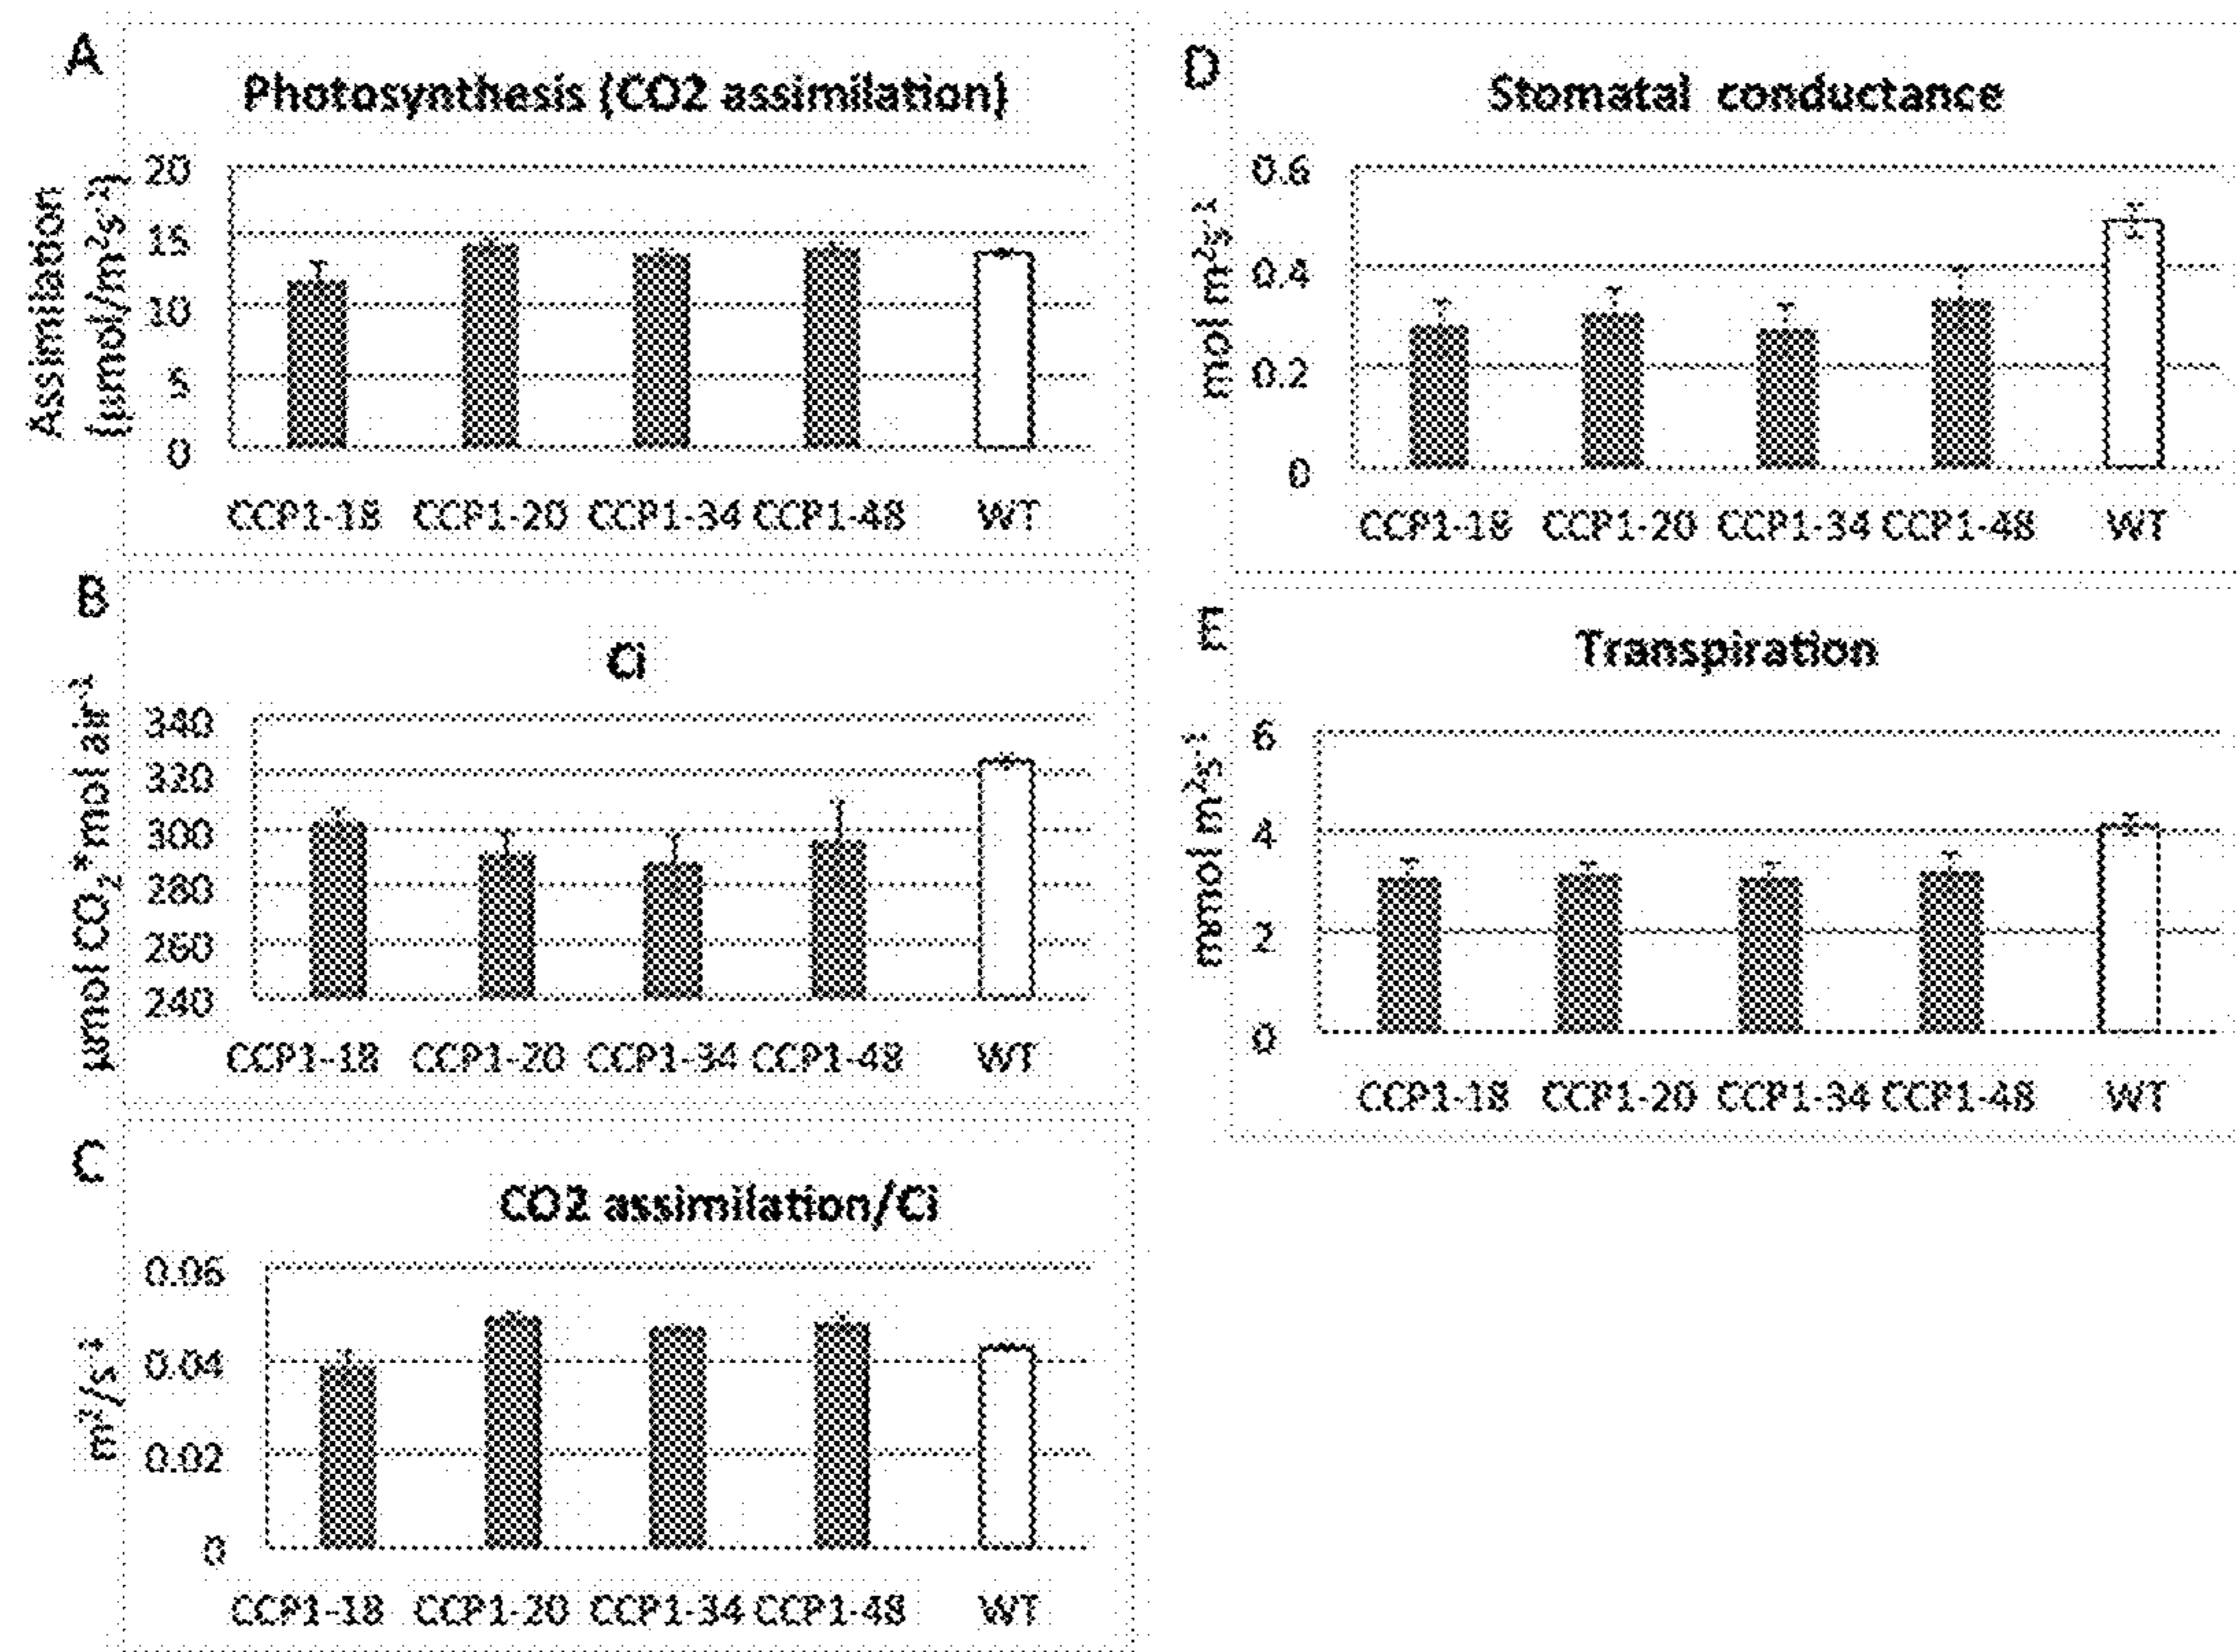 A
Photosynthesis (CO2 assimilation)
Assimilation
(µmol/m²s⁻¹)
20
15
10
5
0
CCP1-18 CCP1-20 CCP1-34 CCP1-48 WT
B
Ci
µmol CO₂*mol air⁻¹
340
320
300
280
260
240
CCP1-18 CCP1-20 CCP1-34 CCP1-48 WT
C
CO2 assimilation/Ci
0.06
0.04
0.02
0
CCP1-18 CCP1-20 CCP1-34 CCP1-48 WT
D
Stomatal conductance
mol m⁻²s⁻¹
0.6
0.4
0.2
0
CCP1-18 CCP1-20 CCP1-34 CCP1-48 WT
E
Transpiration
mmol m⁻²s⁻¹
6
4
2
0
CCP1-18 CCP1-20 CCP1-34 CCP1-48 WT